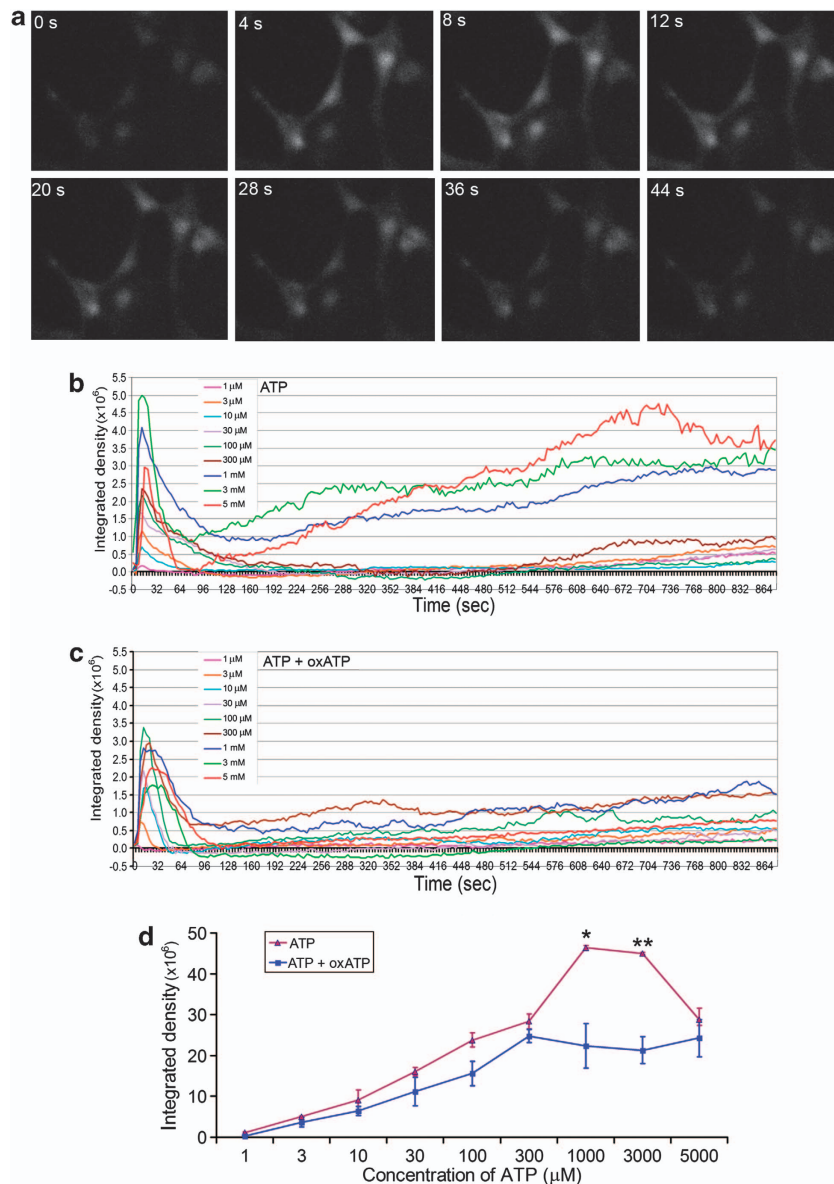 a
0 s
4 s
8 s
12 s
20 s
28 s
36 s
44 s
b
ATP
Integrated density (x10⁶)
5.5
5.0
4.5
4.0
3.5
3.0
2.5
2.0
1.5
1.0
0.5
0.0
-0.5
1 µM
3 µM
10 µM
30 µM
100 µM
300 µM
1 mM
3 mM
5 mM
0 32 64 96 128 160 192 224 256 288 320 352 384 416 448 480 512 544 576 608 640 672 704 736 768 800 832 864
Time (sec)
c
ATP + oxATP
Integrated density (x10⁶)
5.5
5.0
4.5
4.0
3.5
3.0
2.5
2.0
1.5
1.0
0.5
0.0
-0.5
1 µM
3 µM
10 µM
30 µM
100 µM
300 µM
1 mM
3 mM
5 mM
0 32 64 96 128 160 192 224 256 288 320 352 384 416 448 480 512 544 576 608 640 672 704 736 768 800 832 864
Time (sec)
d
Integrated density (x10⁶)
50
40
30
20
10
0
ATP
ATP + oxATP
*
**
1 3 10 30 100 300 1000 3000 5000
Concentration of ATP (µM)